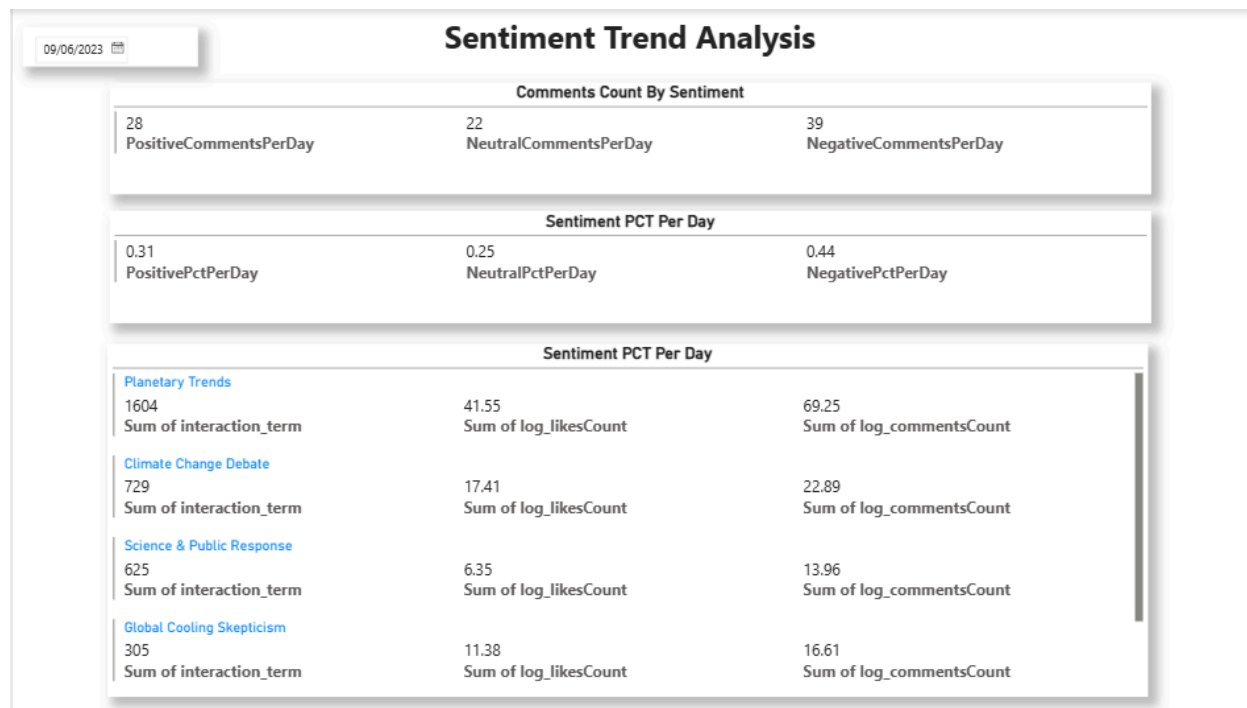 09/06/2023
Sentiment Trend Analysis
Comments Count By Sentiment
28 22 39
PositiveCommentsPerDay NeutralCommentsPerDay NegativeCommentsPerDay
Sentiment PCT Per Day
0.31 0.25 0.44
PositivePctPerDay NeutralPctPerDay NegativePctPerDay
Sentiment PCT Per Day
Planetary Trends
1604 41.55 69.25
Sum of interaction_term Sum of log_likesCount Sum of log_commentsCount
Climate Change Debate
729 17.41 22.89
Sum of interaction_term Sum of log_likesCount Sum of log_commentsCount
Science & Public Response
625 6.35 13.96
Sum of interaction_term Sum of log_likesCount Sum of log_commentsCount
Global Cooling Skepticism
305 11.38 16.61
Sum of interaction_term Sum of log_likesCount Sum of log_commentsCount